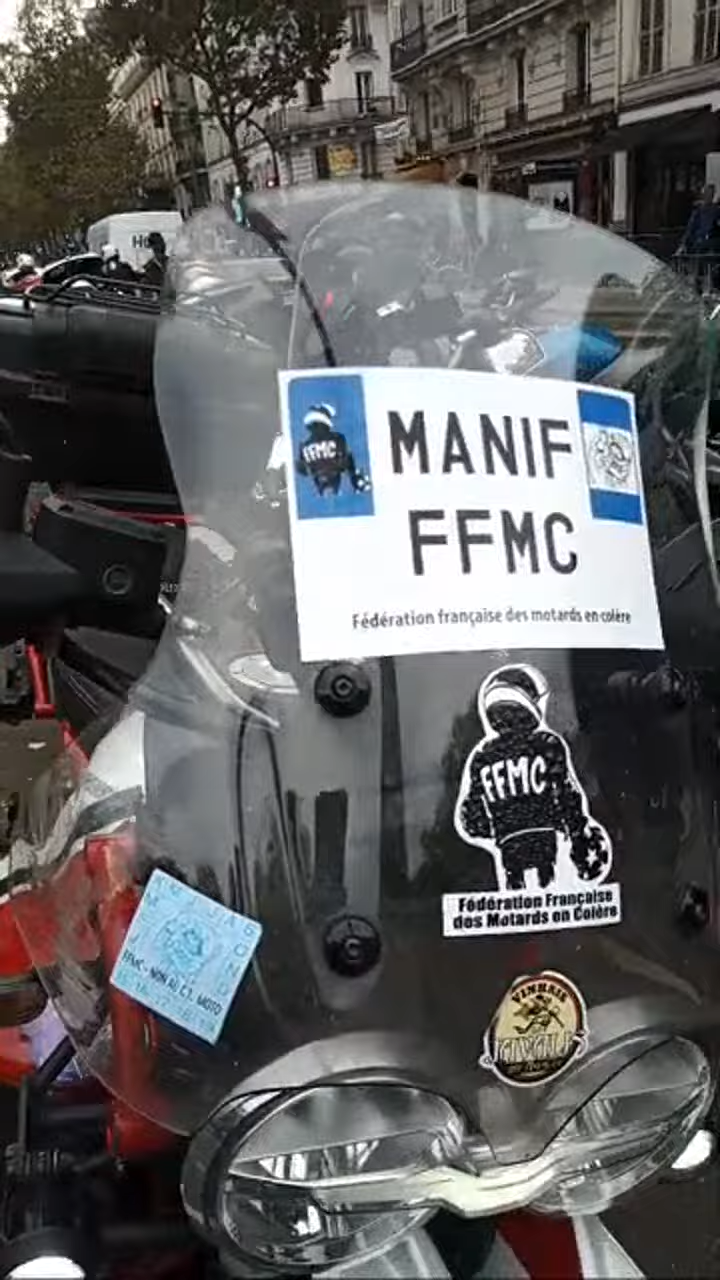 FFMC
MANIF
FFMC
Fédération française des motards en colère
FFMC
Fédération Française
des Motards en Colère
FFMC - NON AU C.T. MOTO
VINHAIS